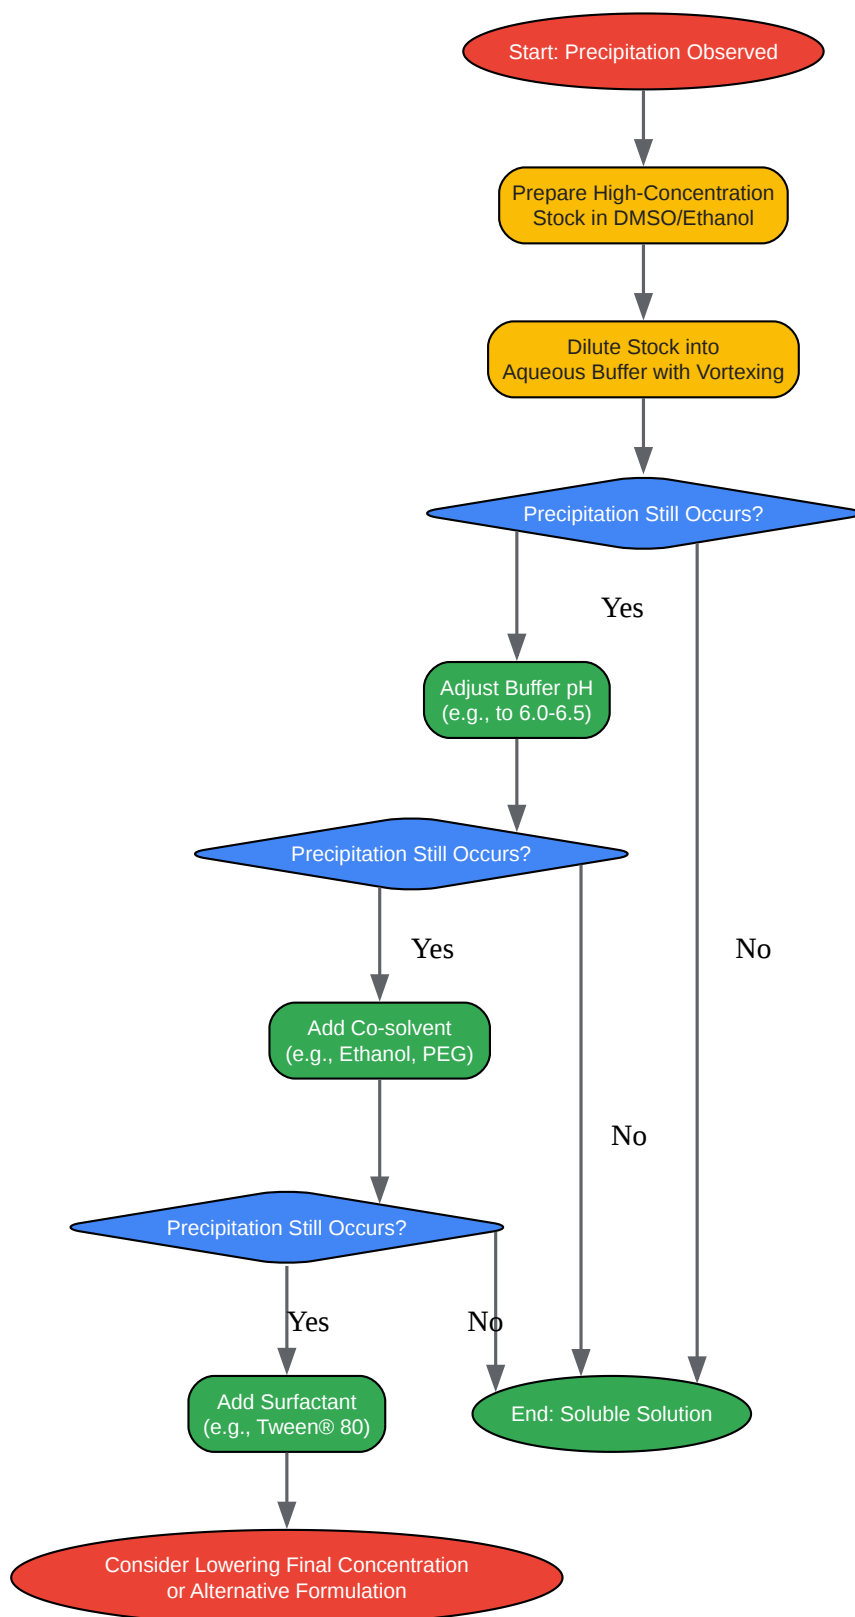 Start: Precipitation Observed
Prepare High-Concentration
Stock in DMSO/Ethanol
Dilute Stock into
Aqueous Buffer with Vortexing
Precipitation Still Occurs?
Yes
Adjust Buffer pH
(e.g., to 6.0-6.5)
Precipitation Still Occurs?
Yes
No
Add Co-solvent
(e.g., Ethanol, PEG)
No
Precipitation Still Occurs?
Yes
No
Add Surfactant
(e.g., Tween® 80)
End: Soluble Solution
Consider Lowering Final Concentration
or Alternative Formulation